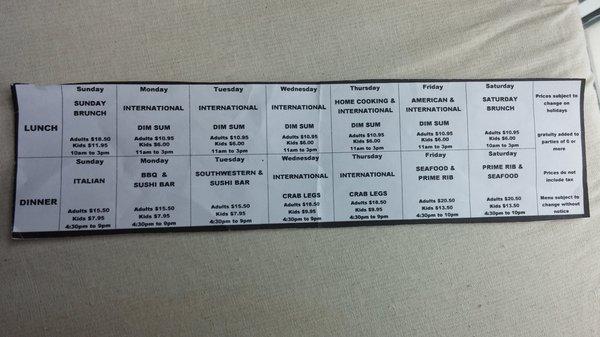 Sunday Monday Tuesday Wednesday Thursday Friday Saturday
LUNCH
SUNDAY
BRUNCH
Adults $18.50
Kids $11.95
10am to 3pm
INTERNATIONAL
DIM SUM
Adults $10.95
Kids $6.00
11am to 3pm
INTERNATIONAL
DIM SUM
Adults $10.95
Kids $6.00
11am to 3pm
INTERNATIONAL
DIM SUM
Adults $10.95
Kids $6.00
11am to 3pm
HOME COOKING &
INTERNATIONAL
DIM SUM
Adults $10.95
Kids $6.00
11am to 3pm
AMERICAN &
INTERNATIONAL
DIM SUM
Adults $10.95
Kids $6.00
11am to 3pm
SATURDAY
BRUNCH
Adults $10.95
Kids $6.00
10am to 3pm
Prices subject to
change on
holidays
gratuity added to
parties of 6 or
more
Sunday Monday Tuesday Wednesday Thursday Friday Saturday
DINNER
ITALIAN
Adults $15.50
Kids $7.95
4:30pm to 9pm
BBQ &
SUSHI BAR
Adults $15.50
Kids $7.95
4:30pm to 9pm
SOUTHWESTERN &
SUSHI BAR
Adults $15.50
Kids $7.95
4:30pm to 9pm
INTERNATIONAL
CRAB LEGS
Adults $18.50
Kids $9.95
4:30pm to 9pm
INTERNATIONAL
CRAB LEGS
Adults $18.50
Kids $9.95
4:30pm to 9pm
SEAFOOD &
PRIME RIB
Adults $20.50
Kids $13.50
4:30pm to 10pm
PRIME RIB &
SEAFOOD
Adults $20.50
Kids $13.50
4:30pm to 10pm
Prices do not
include tax
Menu subject to
change without
notice